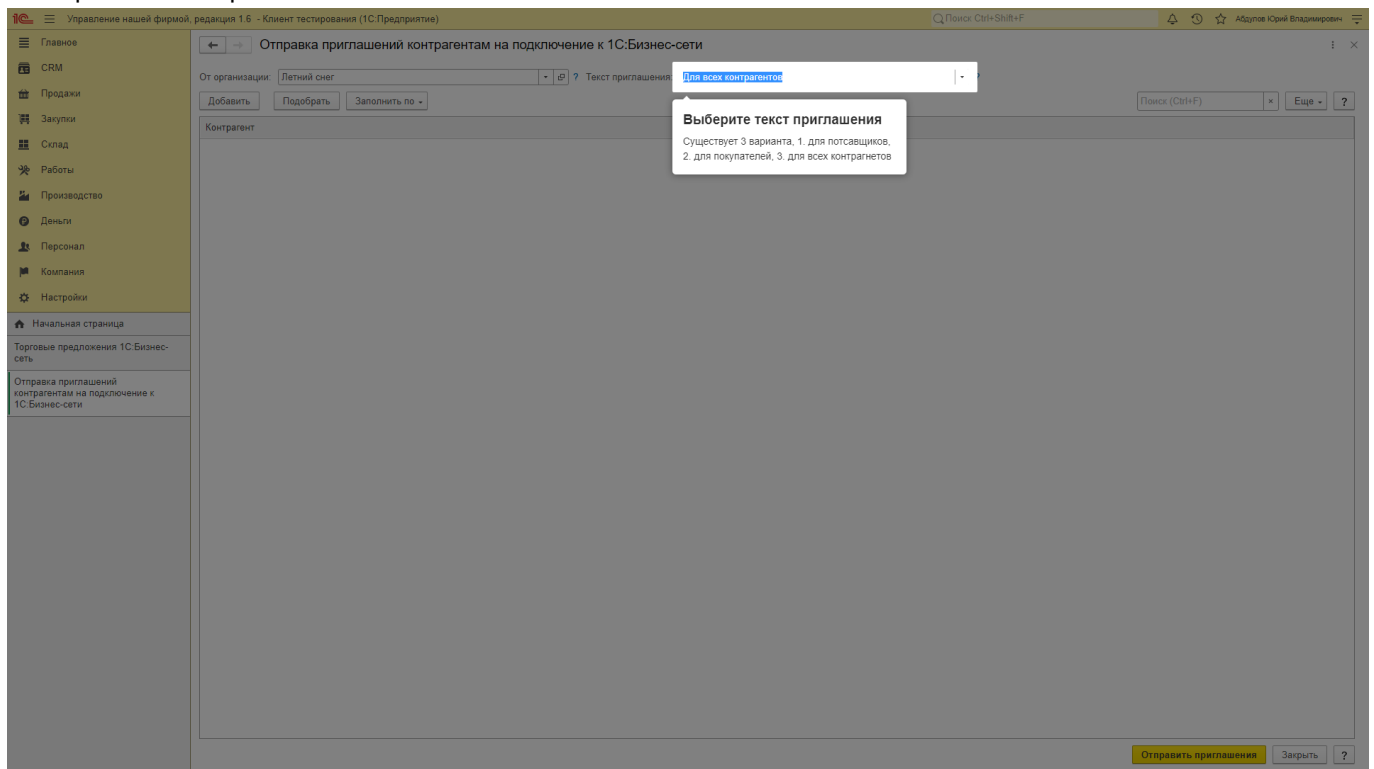 1С Управление нашей фирмой, редакция 1.6 - Клиент тестирования (1С:Предприятие) Поиск Ctrl+Shift+F Абдулов Юрий Владимирович
Главное
CRM
Продажи
Закупки
Склад
Работы
Производство
Деньги
Персонал
Компания
Настройки
Начальная страница
Торговые предложения 1С:Бизнес-
сеть
Отправка приглашений
контрагентам на подключение к
1С:Бизнес-сети
Отправка приглашений контрагентам на подключение к 1С:Бизнес-сети
От организации: Летний снег ? Текст приглашения: Для всех контрагентов ?
Добавить Подобрать Заполнить по Поиск (Ctrl+F) × Еще ?
Контрагент
Выберите текст приглашения
Существует 3 варианта, 1. для потсавщиков,
2. для покупателей, 3. для всех контрагнетов
Отправить приглашения Закрыть ?